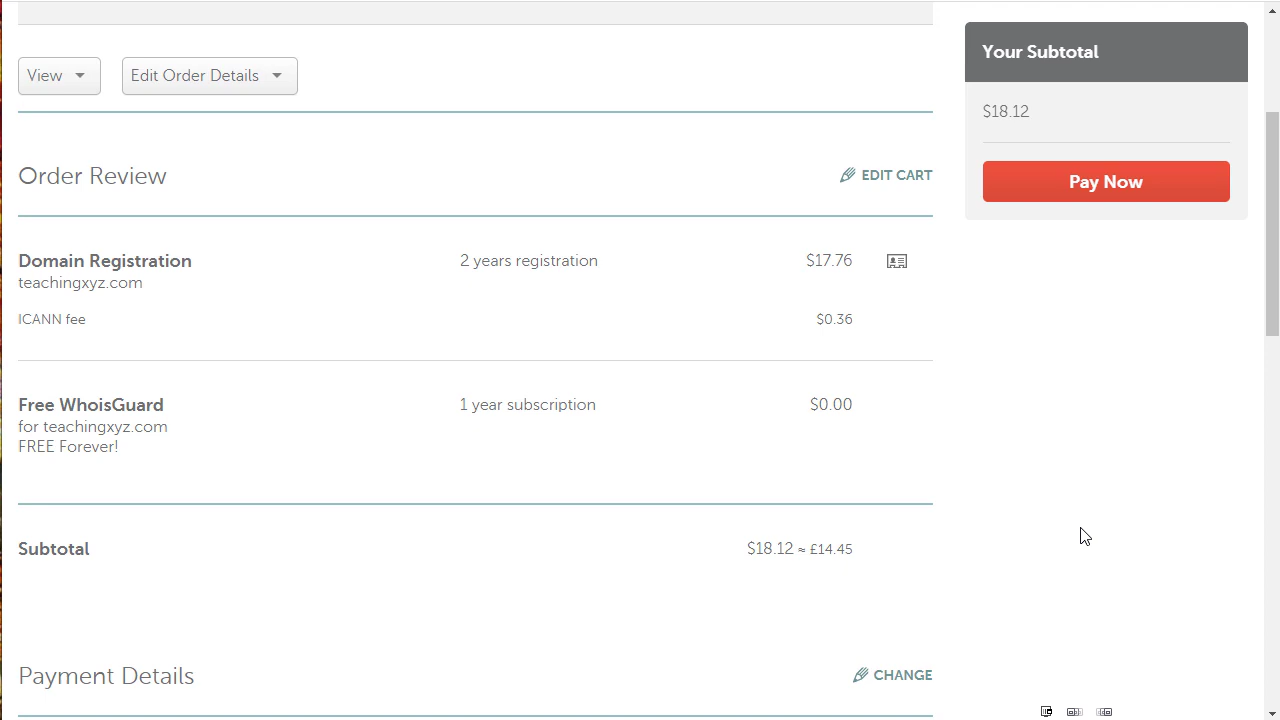 View
Edit Order Details
Your Subtotal
$18.12
Pay Now
Order Review
EDIT CART
Domain Registration
2 years registration
$17.76
teachingxyz.com
ICANN fee
$0.36
Free WhoisGuard
1 year subscription
$0.00
for teachingxyz.com
FREE Forever!
Subtotal
$18.12 ≈ £14.45
Payment Details
CHANGE